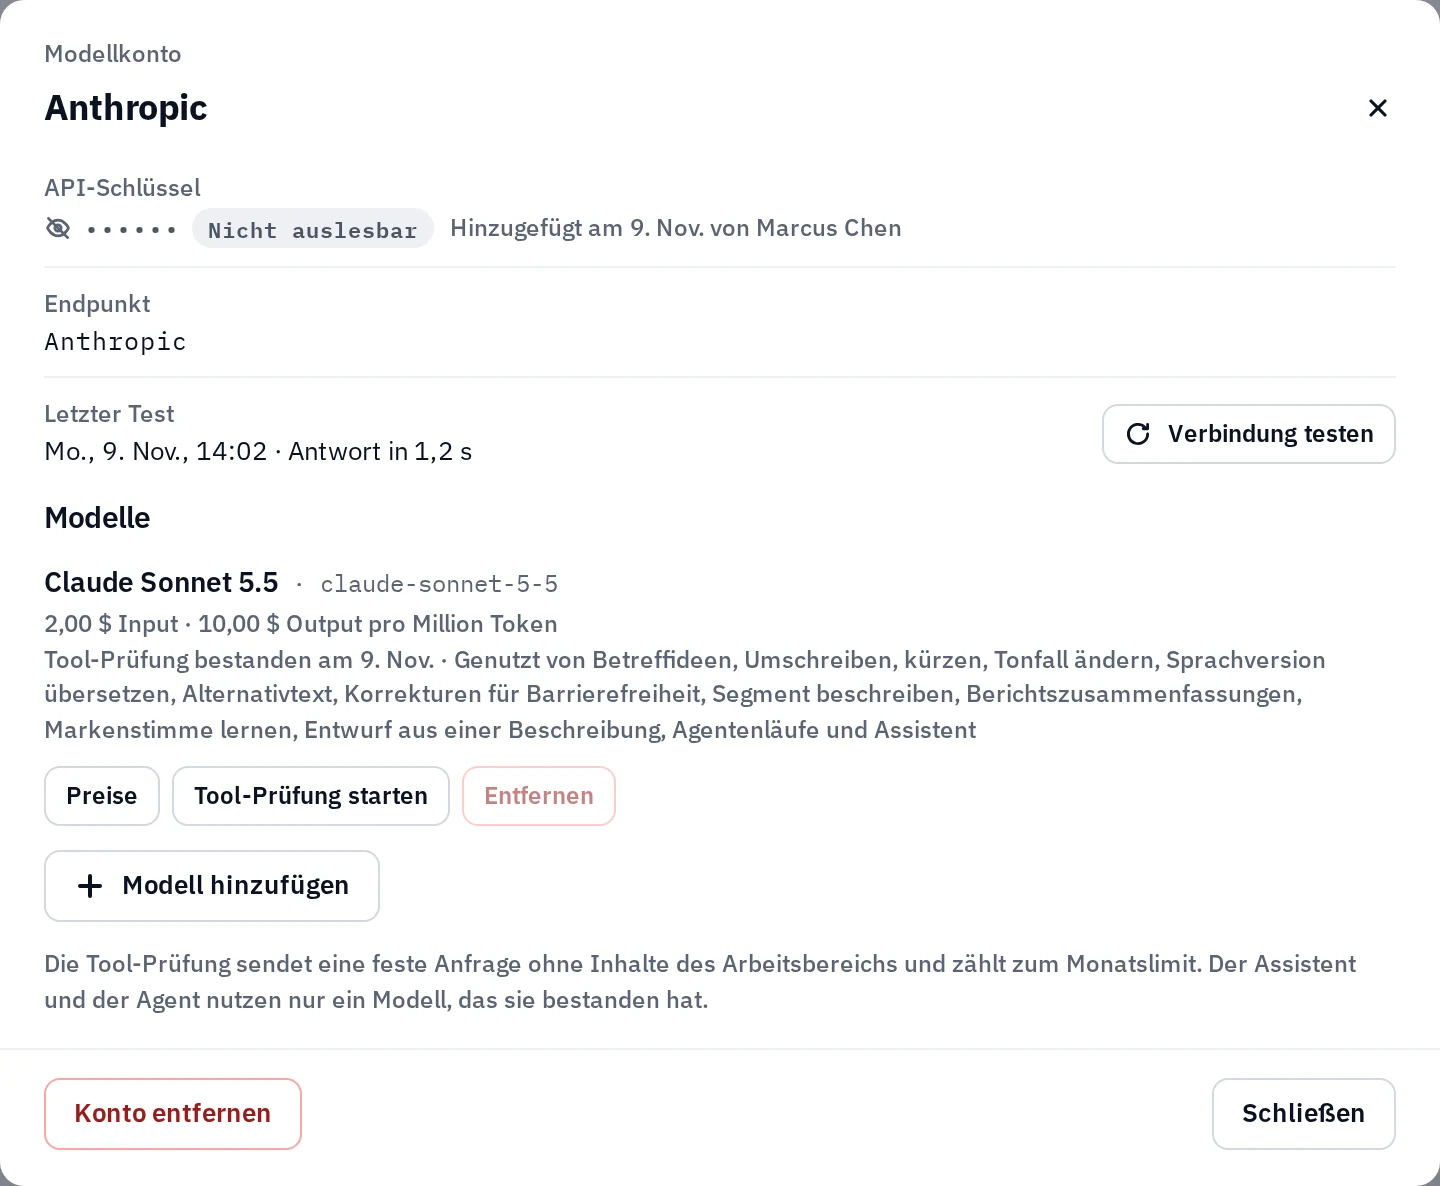 Modellkonto
Anthropic
API-Schlüssel
•••••• Nicht auslesbar Hinzugefügt am 9. Nov. von Marcus Chen
Endpunkt
Anthropic
Letzter Test
Mo., 9. Nov., 14:02 · Antwort in 1,2 s
Verbindung testen
Modelle
Claude Sonnet 5.5 · claude-sonnet-5-5
2,00 $ Input · 10,00 $ Output pro Million Token
Tool-Prüfung bestanden am 9. Nov. · Genutzt von Betreffideen, Umschreiben, kürzen, Tonfall ändern, Sprachversion
übersetzen, Alternativtext, Korrekturen für Barrierefreiheit, Segment beschreiben, Berichtszusammenfassungen,
Markenstimme lernen, Entwurf aus einer Beschreibung, Agentenläufe und Assistent
Preise Tool-Prüfung starten Entfernen
Modell hinzufügen
Die Tool-Prüfung sendet eine feste Anfrage ohne Inhalte des Arbeitsbereichs und zählt zum Monatslimit. Der Assistent
und der Agent nutzen nur ein Modell, das sie bestanden hat.
Konto entfernen Schließen